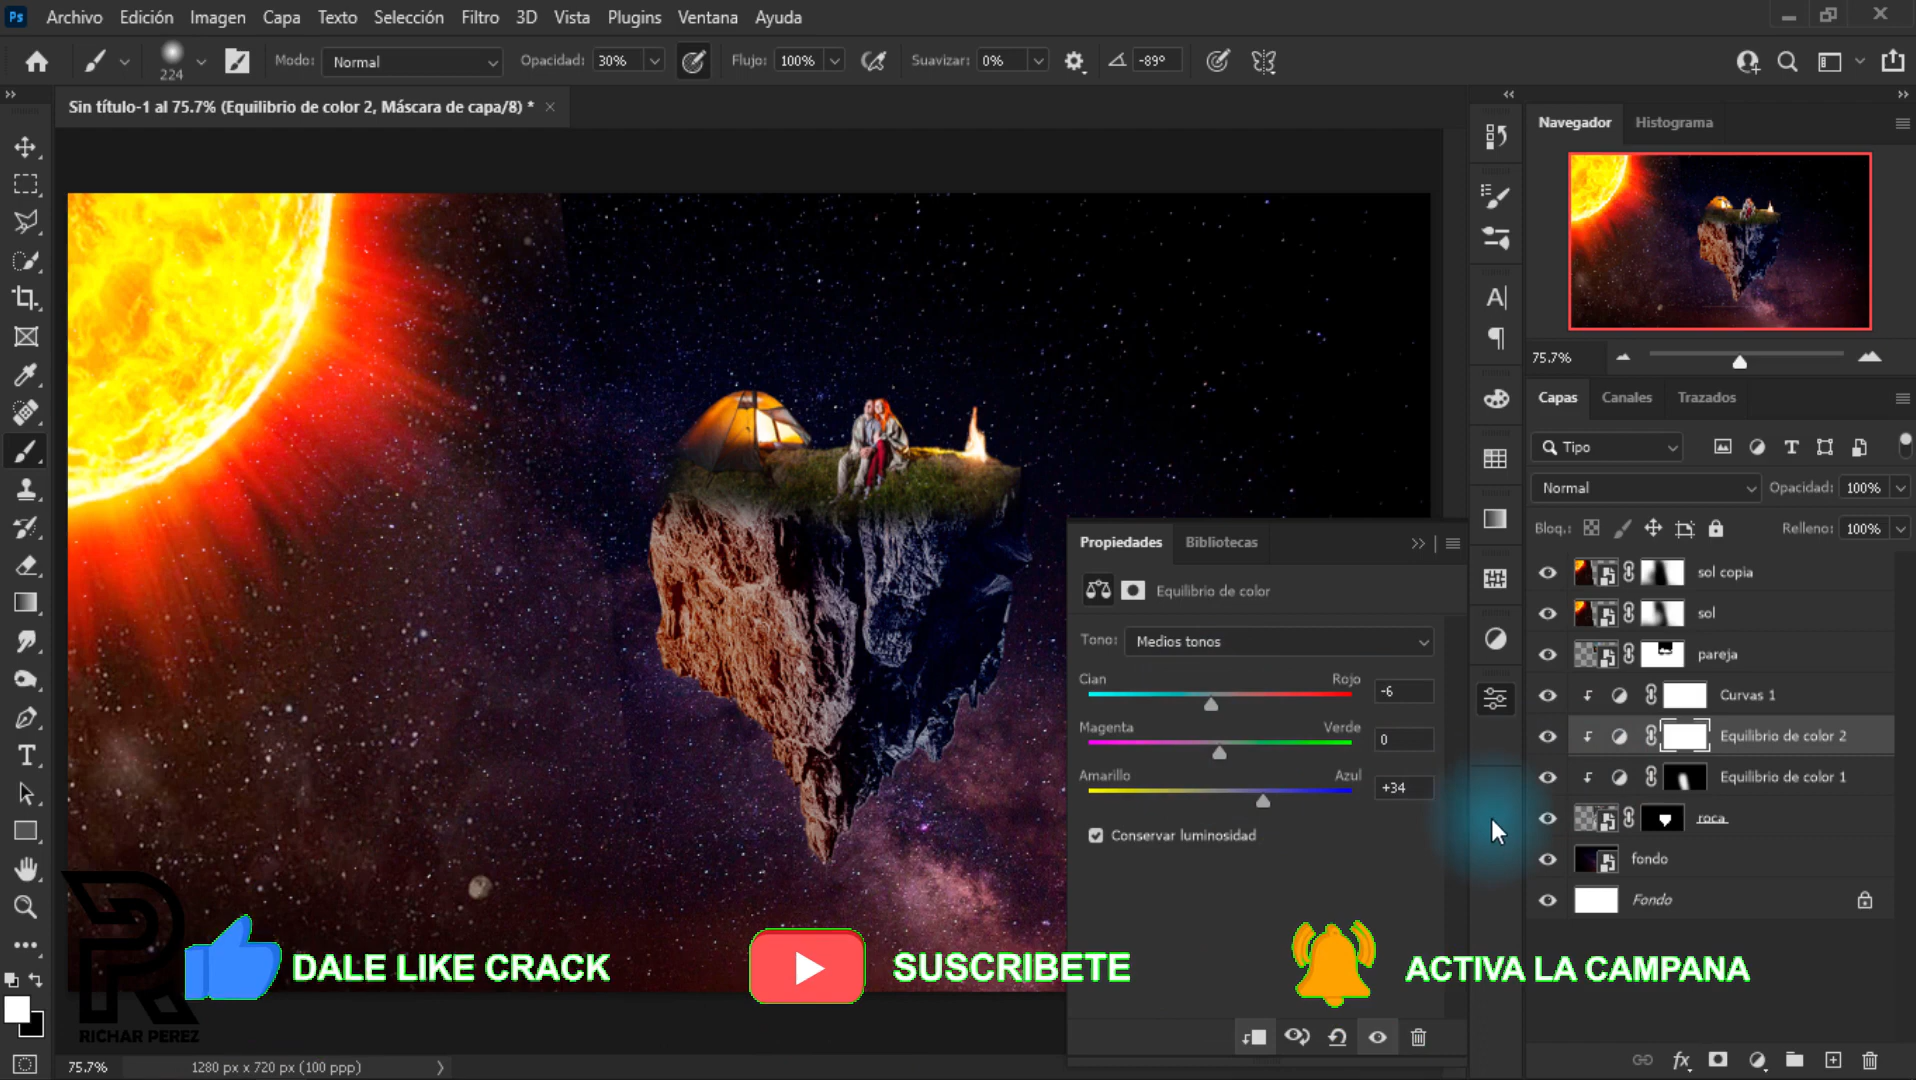 Ps Archivo Edición Imagen Capa Texto Selección Filtro 3D Vista Plugins Ventana Ayuda
224 Modo: Normal Opacidad: 30% Flujo: 100% Suavizar: 0% -89°
Sin título-1 al 75.7% (Equilibrio de color 2, Máscara de capa/8) *
Navegador Histograma
75.7%
Capas Canales Trazados
Tipo
Normal Opacidad: 100%
Bloq.: Relleno: 100%
sol copia
sol
pareja
Curvas 1
Equilibrio de color 2
Equilibrio de color 1
roca
fondo
Fondo
Propiedades Bibliotecas
Equilibrio de color
Tono: Medios tonos
Cian Rojo -6
Magenta Verde 0
Amarillo Azul +34
Conservar luminosidad
DALE LIKE CRACK SUSCRIBETE ACTIVA LA CAMPANA
RICHAR PEREZ
75.7% 1280 px x 720 px (100 ppp)